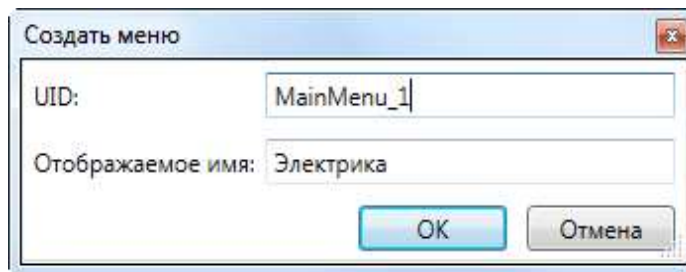 Создать меню
UID: MainMenu_1
Отображаемое имя: Электрика
OK Отмена